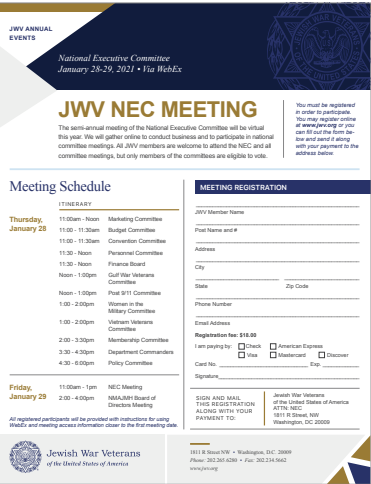 JWV ANNUAL
EVENTS
National Executive Committee
January 28-29, 2021 • Via WebEx
JWV NEC MEETING
The semi-annual meeting of the National Executive Committee will be virtual
this year. We will gather online to conduct business and to participate in national
committee meetings. All JWV members are welcome to attend the NEC and all
committee meetings, but only members of the committees are eligible to vote.
You must be registered
in order to participate.
You may register online
at www.jwv.org or you
can fill out the form be-
low and send it along
with your payment to the
address below.
Meeting Schedule
ITINERARY
Thursday,
January 28
11:00am - Noon Marketing Committee
11:00 - 11:30am Budget Committee
11:00 - 11:30am Convention Committee
11:30 - Noon Personnel Committee
11:30 - Noon Finance Board
Noon - 1:00pm Gulf War Veterans
Committee
Noon - 1:00pm Post 9/11 Committee
1:00 - 2:00pm Women in the
Military Committee
1:00 - 2:00pm Vietnam Veterans
Committee
2:00 - 3:30pm Membership Committee
3:30 - 4:30pm Department Commanders
4:30 - 6:00pm Policy Committee
Friday,
January 29
11:00am - 1pm NEC Meeting
2:00 - 4:00pm NMAJMH Board of
Directors Meeting
All registered participants will be provided with instructions for using
WebEx and meeting access information closer to the first meeting date.
MEETING REGISTRATION
JWV Member Name
Post Name and #
Address
City
State Zip Code
Phone Number
Email Address
Registration fee: $18.00
I am paying by: Check American Express
Visa Mastercard Discover
Card No. Exp.
Signature
SIGN AND MAIL
THIS REGISTRATION
ALONG WITH YOUR
PAYMENT TO:
Jewish War Veterans
of the United States of America
ATTN: NEC
1811 R Street, NW
Washington, DC 20009
Jewish War Veterans
of the United States of America
1811 R Street NW • Washington, D.C. 20009
Phone: 202.265.6280 • Fax: 202.234.5662
www.jwv.org